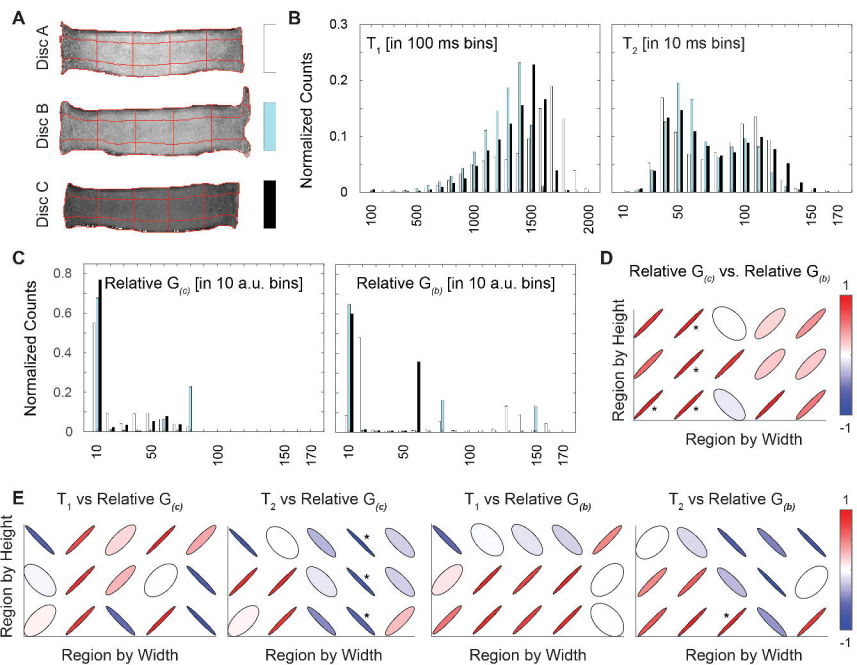 A
Disc A
Disc B
Disc C
B
Normalized Counts
0.3
0.2
0.1
0
T1 [in 100 ms bins]
100
500
1000
1500
2000
T2 [in 10 ms bins]
10
50
100
150
170
C
Normalized Counts
0.8
0.6
0.4
0.2
0
Relative G(c) [in 10 a.u. bins]
10
50
100
150
170
Relative G(b) [in 10 a.u. bins]
10
50
100
150
170
D
Relative G(c) vs. Relative G(b)
Region by Height
* * * * *
Region by Width
1
-1
E
T1 vs Relative G(c)
T2 vs Relative G(c)
T1 vs Relative G(b)
T2 vs Relative G(b)
Region by Height
* * * *
Region by Width
Region by Width
Region by Width
Region by Width
1
-1